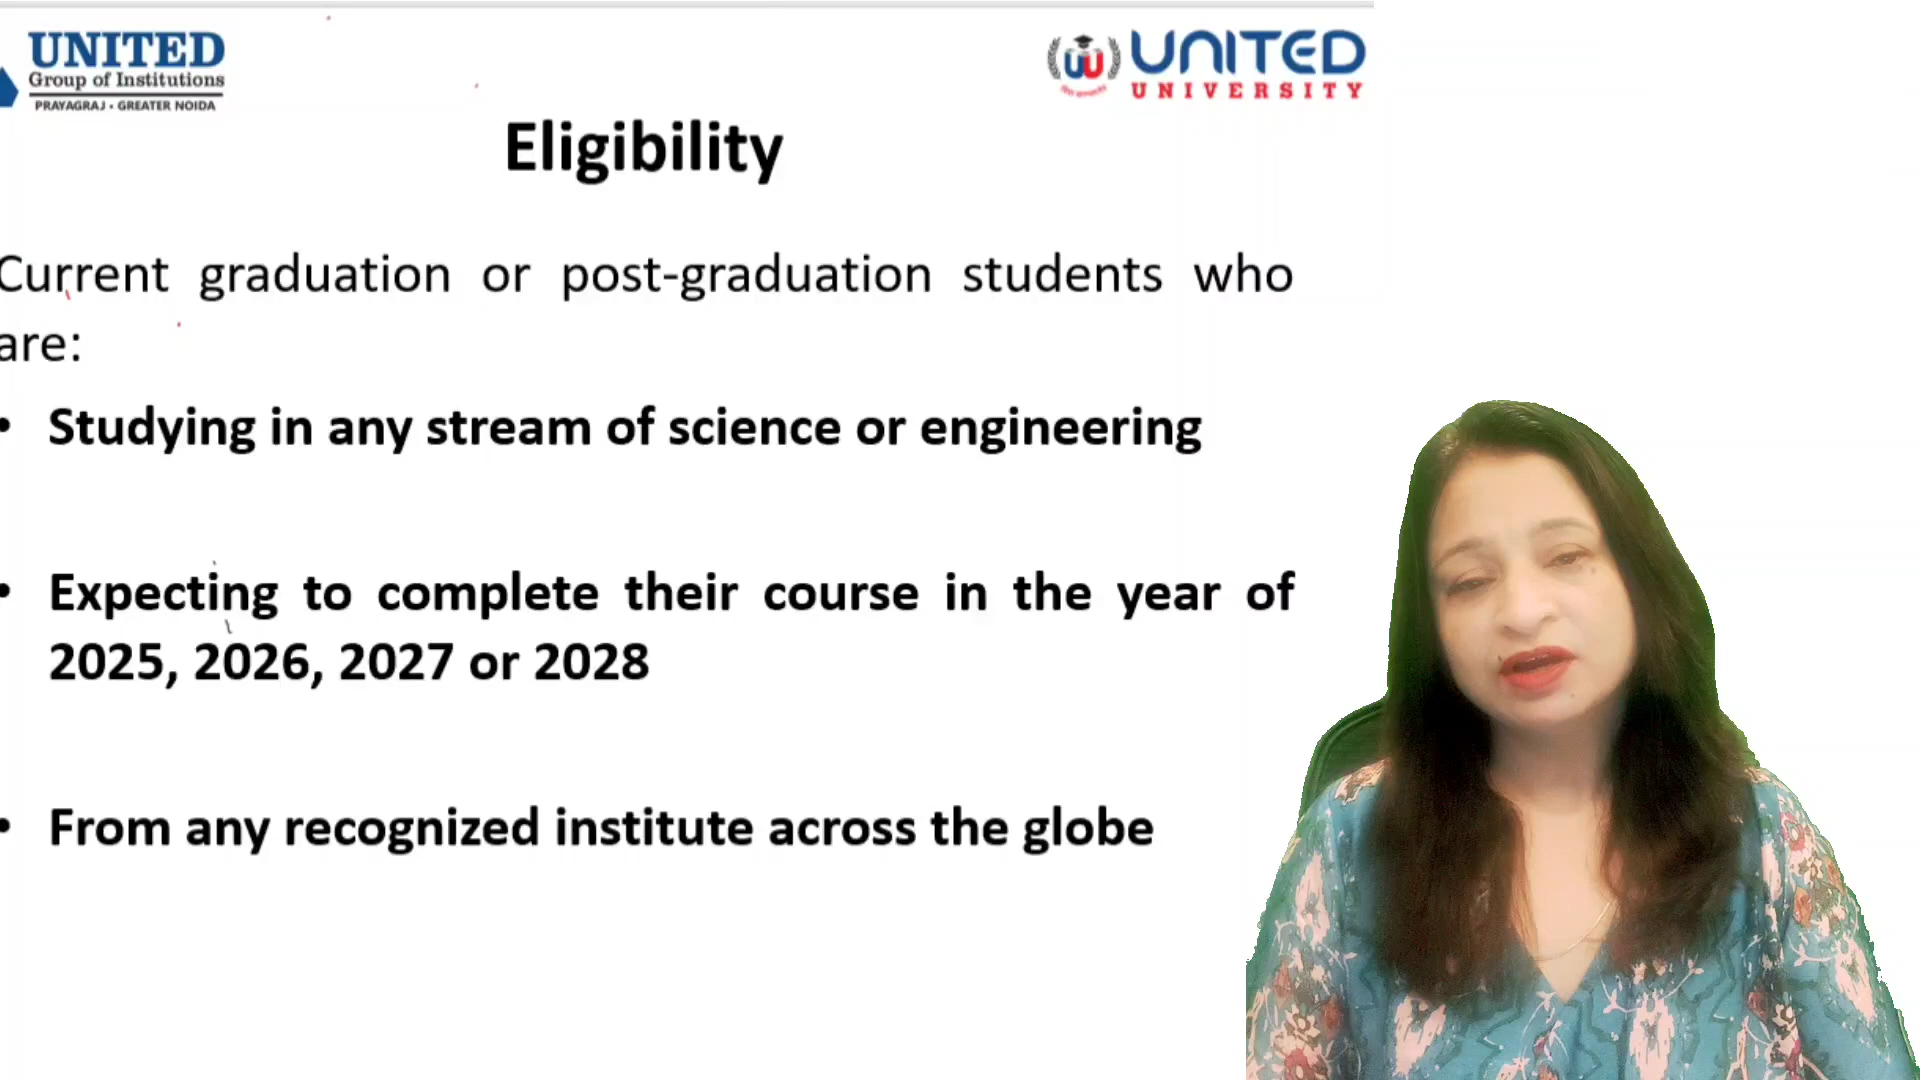 UNITED
Group of Institutions
PRAYAGRAJ • GREATER NOIDA
UNITED
UNIVERSITY
Eligibility
Current graduation or post-graduation students who
are:
• Studying in any stream of science or engineering
• Expecting to complete their course in the year of
2025, 2026, 2027 or 2028
• From any recognized institute across the globe